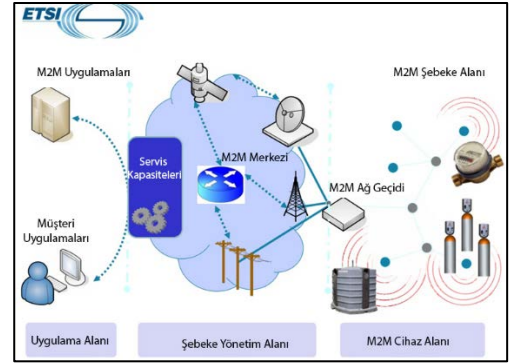 ETSI
M2M Uygulamaları
M2M Şebeke Alanı
Servis
Kapasiteleri
M2M Merkezi
M2M Ağ Geçidi
Müşteri
Uygulamaları
Uygulama Alanı
Şebeke Yönetim Alanı
M2M Cihaz Alanı